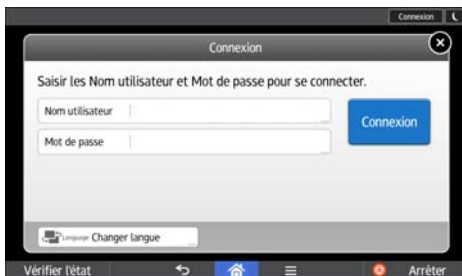 Connexion
Connexion
Saisir les Nom utilisateur et Mot de passe pour se connecter.
Nom utilisateur
Connexion
Mot de passe
Language Changer langue
Vérifier l'état
Arrêter